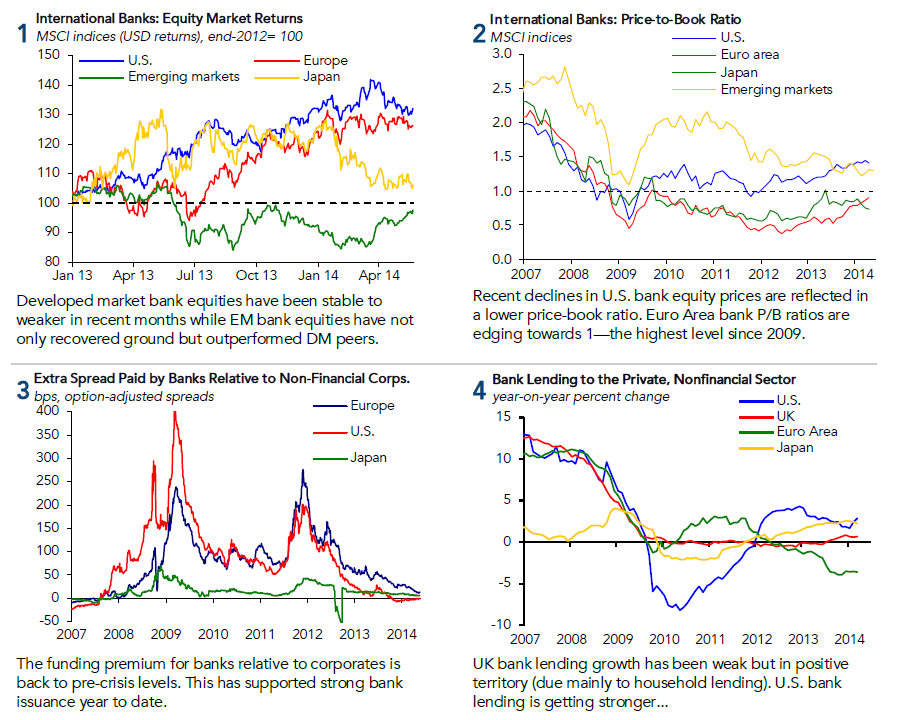 1
International Banks: Equity Market Returns
MSCI indices (USD returns), end-2012= 100
150
140
130
120
110
100
90
80
U.S.
Europe
Emerging markets
Japan
Jan 13 Apr 13 Jul 13 Oct 13 Jan 14 Apr 14
Developed market bank equities have been stable to
weaker in recent months while EM bank equities have not
only recovered ground but outperformed DM peers.
2
International Banks: Price-to-Book Ratio
MSCI indices
3.0
2.5
2.0
1.5
1.0
0.5
0.0
U.S.
Euro area
Japan
Emerging markets
2007 2008 2009 2010 2011 2012 2013 2014
Recent declines in U.S. bank equity prices are reflected in
a lower price-book ratio. Euro Area bank P/B ratios are
edging towards 1—the highest level since 2009.
3
Extra Spread Paid by Banks Relative to Non-Financial Corps.
bps, option-adjusted spreads
400
350
300
250
200
150
100
50
0
-50
Europe
U.S.
Japan
2007 2008 2009 2010 2011 2012 2013 2014
The funding premium for banks relative to corporates is
back to pre-crisis levels. This has supported strong bank
issuance year to date.
4
Bank Lending to the Private, Nonfinancial Sector
year-on-year percent change
15
10
5
0
-5
-10
U.S.
UK
Euro Area
Japan
2007 2008 2009 2010 2011 2012 2013 2014
UK bank lending growth has been weak but in positive
territory (due mainly to household lending). U.S. bank
lending is getting stronger...